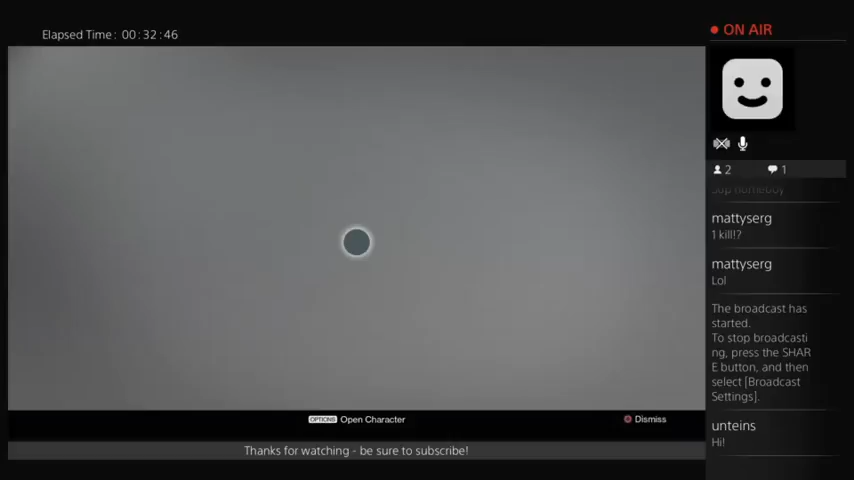 Elapsed Time: 00:32:46
ON AIR
2
1
Sup homeboy
mattyserg
1 kill!?
mattyserg
Lol
The broadcast has
started.
To stop broadcasti
ng, press the SHAR
E button, and then
select [Broadcast
Settings].
unteins
Hi!
OPTIONS Open Character
Dismiss
Thanks for watching - be sure to subscribe!